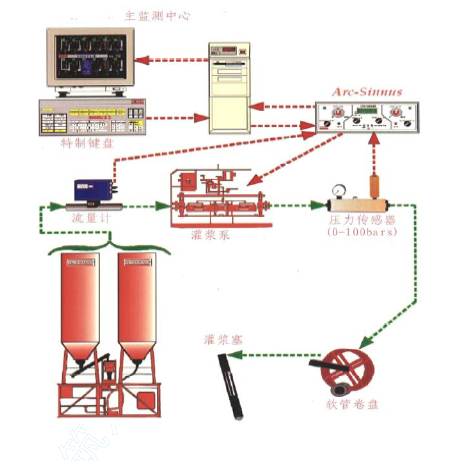 主监测中心
Arc-Sinnus
特制键盘
流量计
灌浆泵
压力传感器
(0-100bars)
灌浆塞
软管卷盘